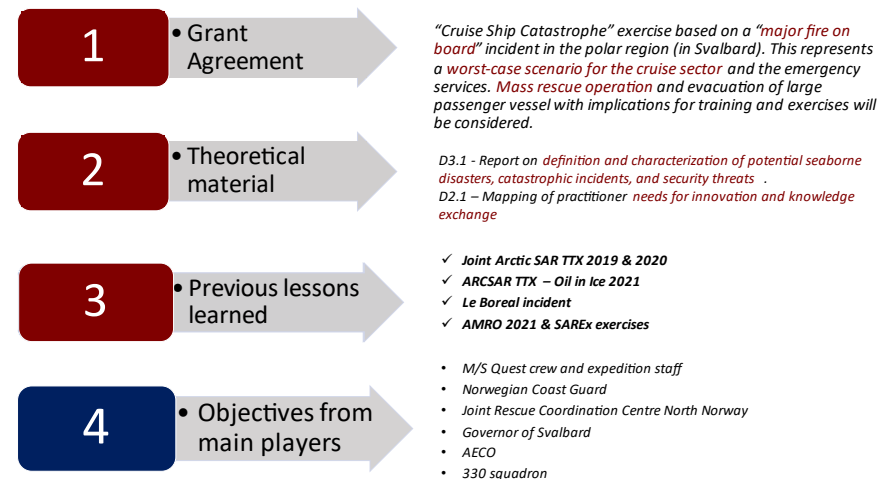 1
• Grant
Agreement
“Cruise Ship Catastrophe” exercise based on a “major fire on
board” incident in the polar region (in Svalbard). This represents
a worst-case scenario for the cruise sector and the emergency
services. Mass rescue operation and evacuation of large
passenger vessel with implications for training and exercises will
be considered.
2
• Theoretical
material
D3.1 - Report on definition and characterization of potential seaborne
disasters, catastrophic incidents, and security threats .
D2.1 – Mapping of practitioner needs for innovation and knowledge
exchange
3
• Previous lessons
learned
✓ Joint Arctic SAR TTX 2019 & 2020
✓ ARCSAR TTX – Oil in Ice 2021
✓ Le Boreal incident
✓ AMRO 2021 & SAREx exercises
4
• Objectives from
main players
• M/S Quest crew and expedition staff
• Norwegian Coast Guard
• Joint Rescue Coordination Centre North Norway
• Governor of Svalbard
• AECO
• 330 squadron